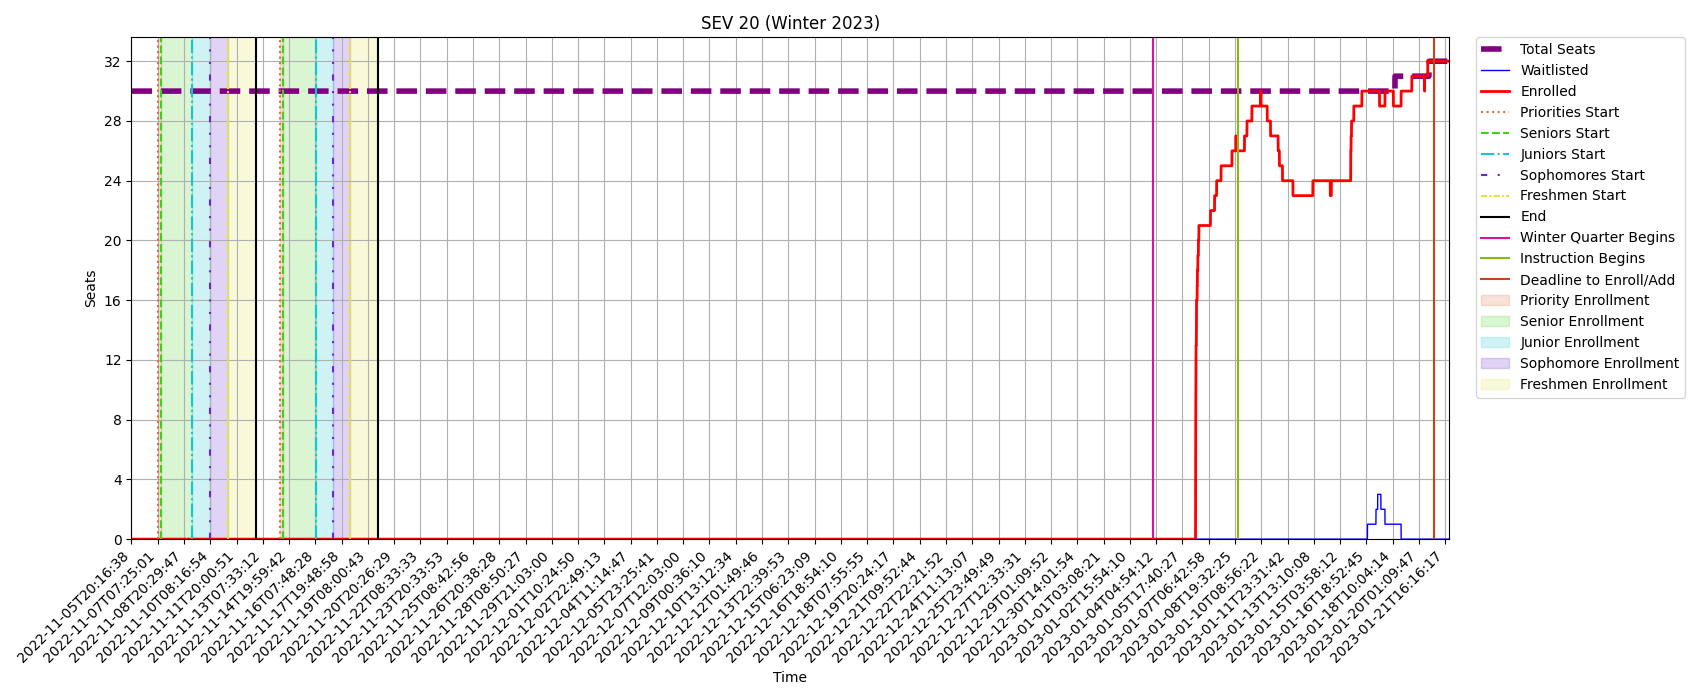 SEV 20 (Winter 2023)
32
28
24
20
16
12
8
4
0
Seats
2022-11-05T20:16:38
2022-11-07T07:25:01
2022-11-08T20:29:47
2022-11-10T08:16:54
2022-11-11T20:00:51
2022-11-13T07:33:12
2022-11-14T19:59:42
2022-11-16T07:48:28
2022-11-17T19:48:58
2022-11-19T08:00:43
2022-11-20T20:26:29
2022-11-22T08:33:33
2022-11-23T20:33:53
2022-11-25T08:42:56
2022-11-26T20:38:28
2022-11-28T08:50:27
2022-11-29T21:03:00
2022-12-01T10:24:50
2022-12-02T22:49:13
2022-12-04T11:14:47
2022-12-05T23:25:41
2022-12-07T12:03:00
2022-12-09T00:36:10
2022-12-10T13:12:34
2022-12-12T01:49:46
2022-12-13T22:39:53
2022-12-15T06:23:09
2022-12-16T18:54:10
2022-12-18T07:55:55
2022-12-19T20:24:17
2022-12-21T09:52:44
2022-12-22T22:21:52
2022-12-24T11:13:07
2022-12-25T23:49:49
2022-12-27T12:33:31
2022-12-29T01:09:52
2022-12-30T14:01:54
2023-01-01T03:08:21
2023-01-02T15:54:10
2023-01-04T04:54:12
2023-01-05T17:40:27
2023-01-07T06:42:58
2023-01-08T19:32:25
2023-01-10T08:56:22
2023-01-11T23:31:42
2023-01-13T13:10:08
2023-01-15T03:58:12
2023-01-16T18:52:45
2023-01-18T10:04:14
2023-01-20T01:09:47
2023-01-21T16:16:17
Time
Total Seats
Waitlisted
Enrolled
Priorities Start
Seniors Start
Juniors Start
Sophomores Start
Freshmen Start
End
Winter Quarter Begins
Instruction Begins
Deadline to Enroll/Add
Priority Enrollment
Senior Enrollment
Junior Enrollment
Sophomore Enrollment
Freshmen Enrollment